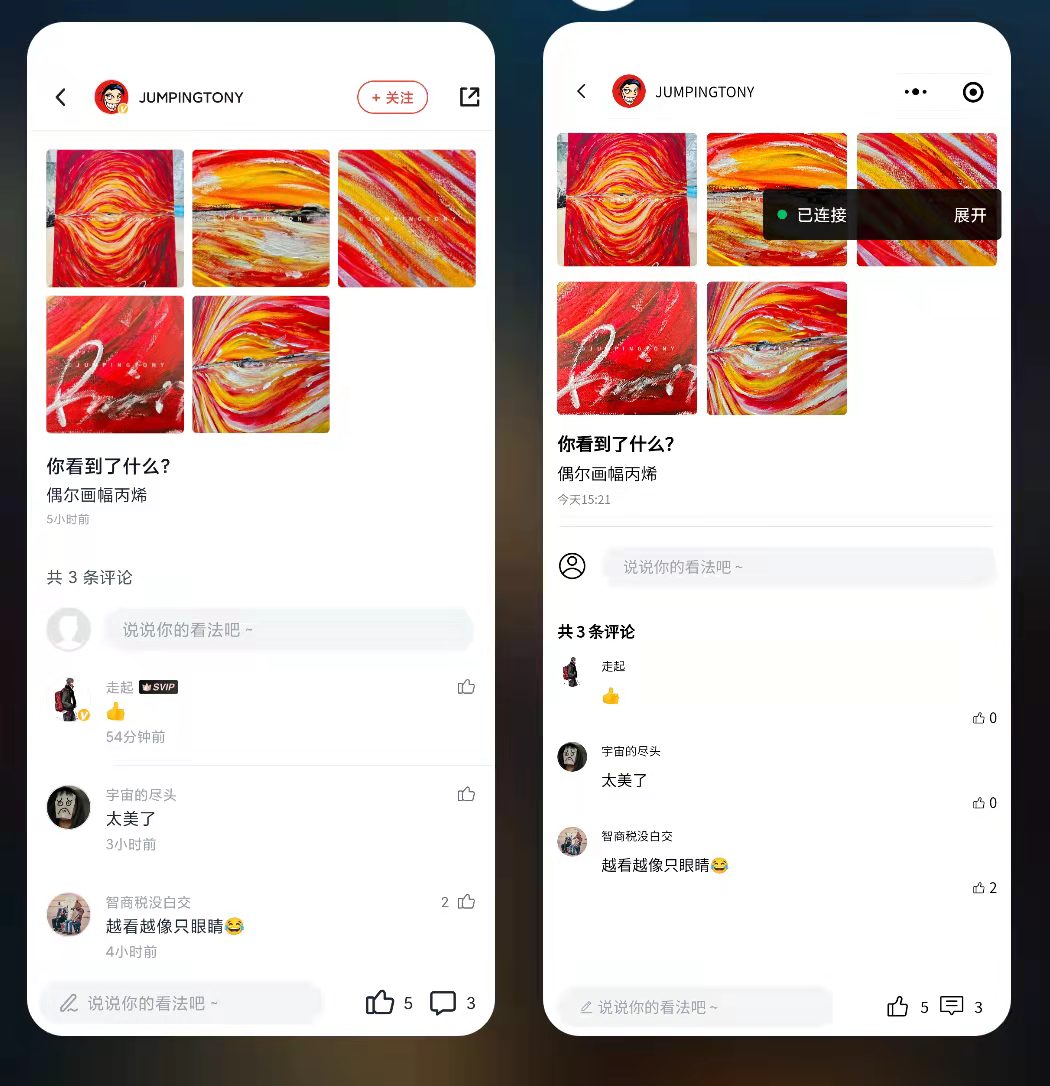 JUMPINGTONY
+ 关注
©JUMPINGTONY
©JUMPINGTONY
©JUMPINGTONY
©JUMPINGTONY
你看到了什么?
偶尔画幅丙烯
5小时前
共 3 条评论
说说你的看法吧 ~
走起 SVIP
👍
54分钟前
宇宙的尽头
太美了
3小时前
智商税没白交
2
越看越像只眼睛😂
4小时前
说说你的看法吧 ~
5
3
JUMPINGTONY
已连接
展开
你看到了什么?
偶尔画幅丙烯
今天15:21
说说你的看法吧 ~
共 3 条评论
走起
👍
0
宇宙的尽头
太美了
0
智商税没白交
越看越像只眼睛😂
2
说说你的看法吧 ~
5
3